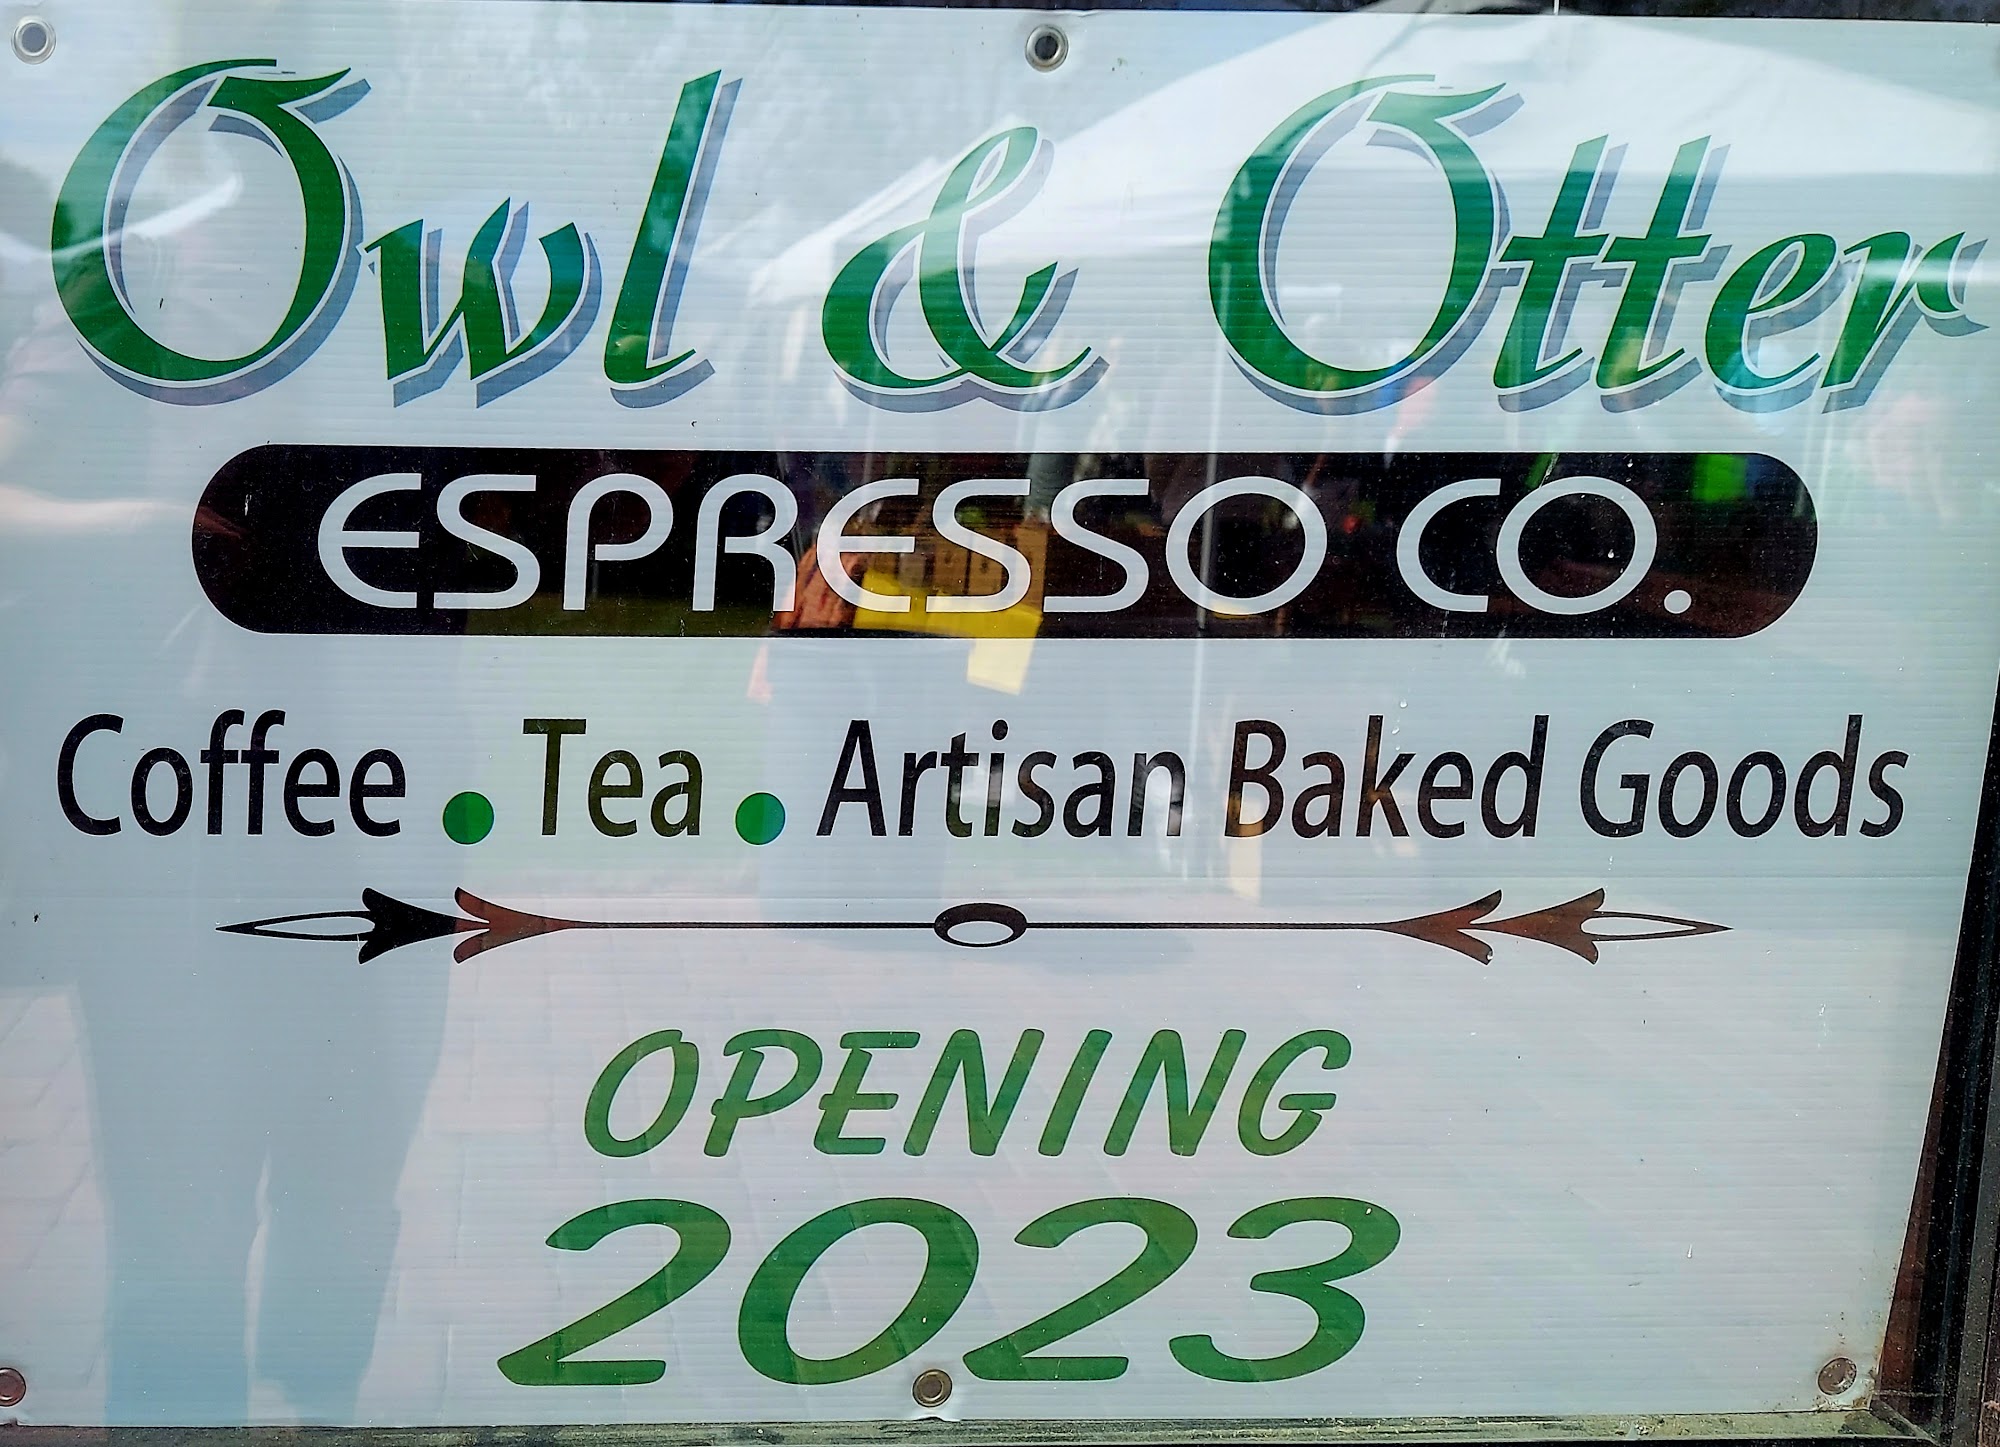 Owl & Otter
ESPRESSO CO.
Coffee . Tea . Artisan Baked Goods
OPENING
2023